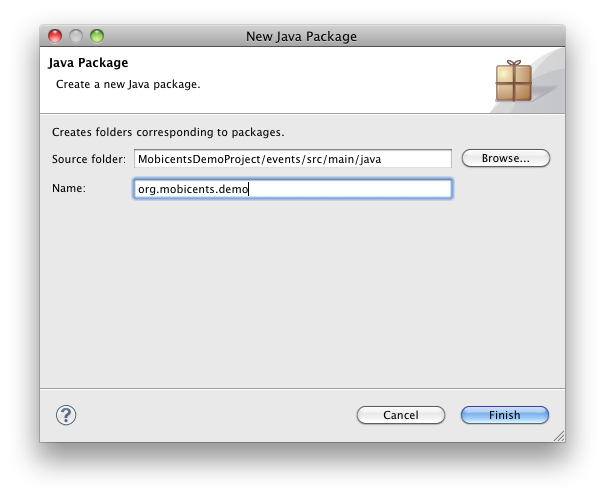 New Java Package
Java Package
Create a new Java package.
Creates folders corresponding to packages.
Source folder: MobicentsDemoProject/events/src/main/java Browse...
Name: org.mobicents.demo
? Cancel Finish